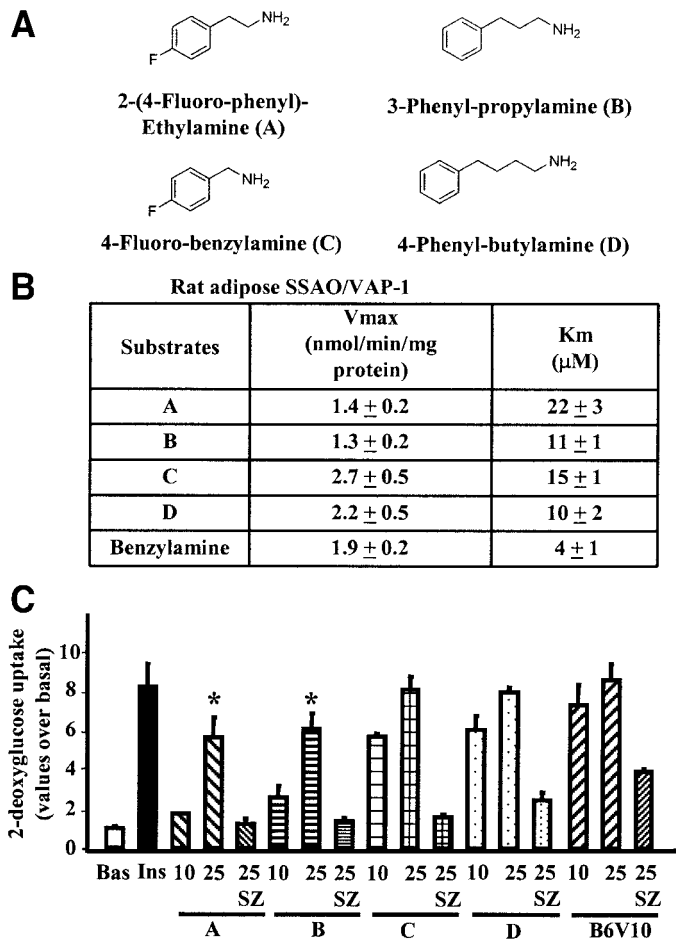 A
NH2
F
2-(4-Fluoro-phenyl)-
Ethylamine (A)
NH2
3-Phenyl-propylamine (B)
NH2
F
4-Fluoro-benzylamine (C)
NH2
4-Phenyl-butylamine (D)
B
Rat adipose SSAO/VAP-1
Substrates Vmax (nmol/min/mg protein) Km (μM)
A 1.4 ± 0.2 22 ± 3
B 1.3 ± 0.2 11 ± 1
C 2.7 ± 0.5 15 ± 1
D 2.2 ± 0.5 10 ± 2
Benzylamine 1.9 ± 0.2 4 ± 1
C
2-deoxyglucose uptake
(values over basal)
10
8
6
4
2
0
* *
Bas Ins 10 25 25 10 25 25 10 25 25 10 25 25 10 25 25
SZ SZ SZ SZ SZ
A B C D B6V10